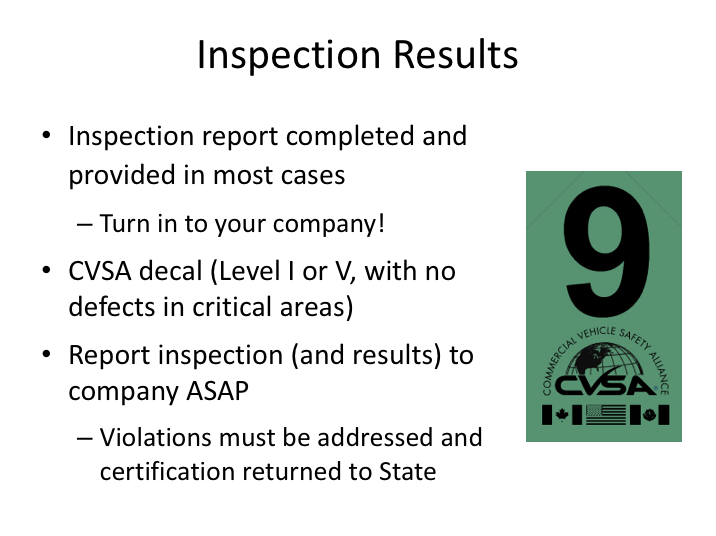 Inspection Results
• Inspection report completed and
provided in most cases
– Turn in to your company!
• CVSA decal (Level I or V, with no
defects in critical areas)
• Report inspection (and results) to
company ASAP
– Violations must be addressed and
certification returned to State
9
COMMERCIAL VEHICLE SAFETY ALLIANCE
CVSA